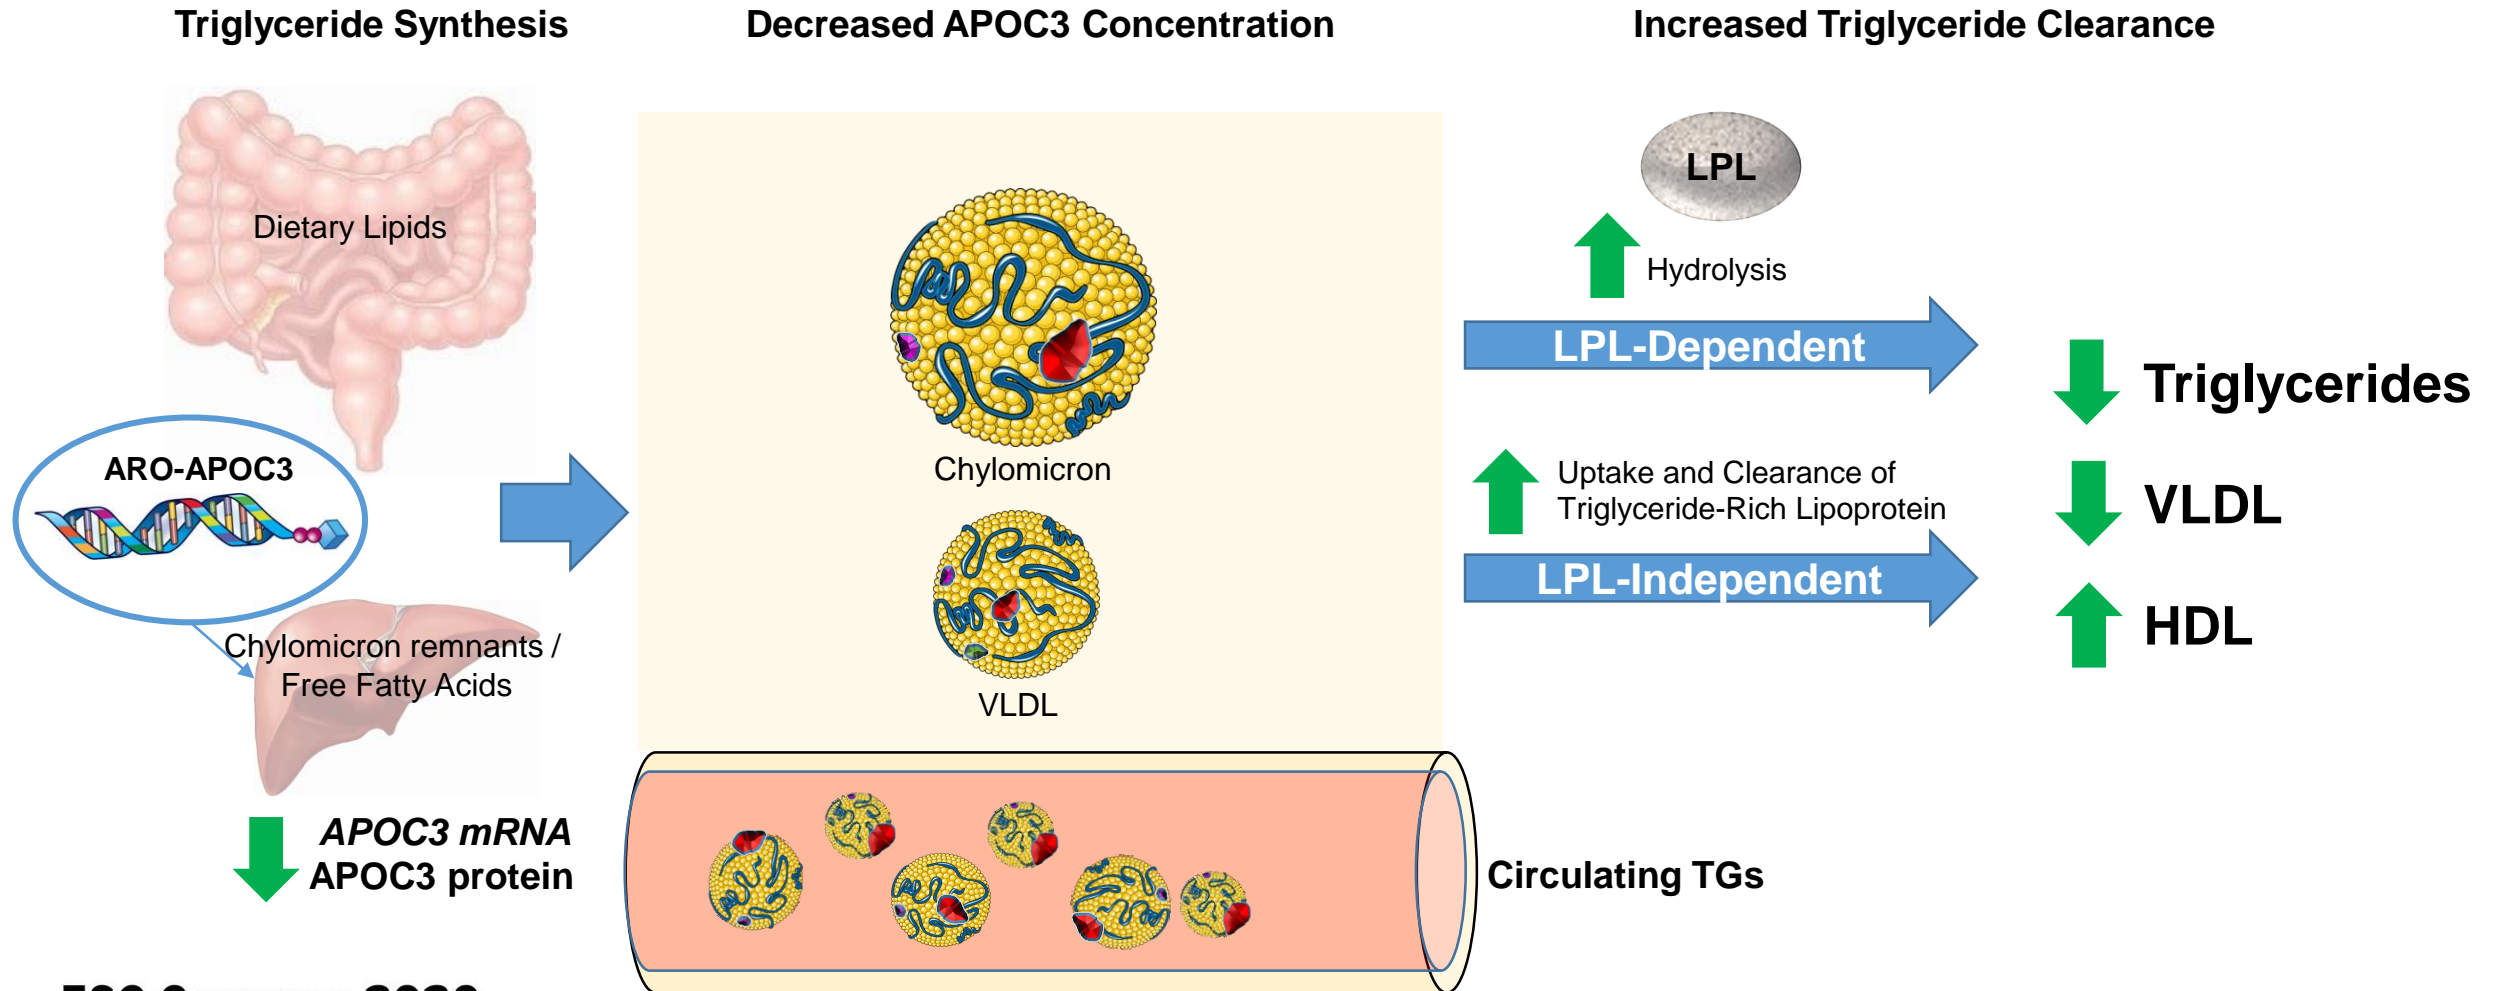 Triglyceride Synthesis
Decreased APOC3 Concentration
Increased Triglyceride Clearance
Dietary Lipids
ARO-APOC3
Chylomicron remnants /
Free Fatty Acids
APOC3 mRNA
APOC3 protein
Chylomicron
VLDL
LPL
Hydrolysis
LPL-Dependent
Uptake and Clearance of
Triglyceride-Rich Lipoprotein
LPL-Independent
Triglycerides
VLDL
HDL
Circulating TGs